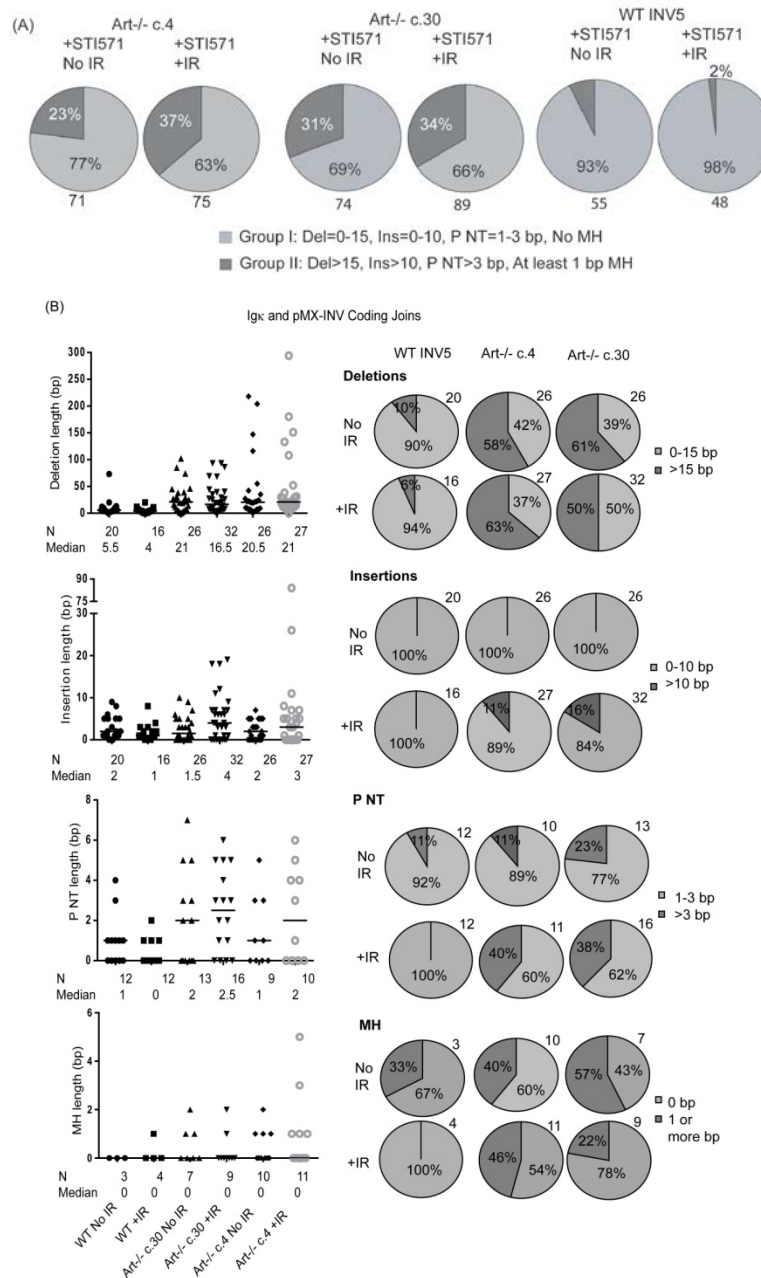 (A)
Art-/- c.4
Art-/- c.30
WT INV5
+STI571 +STI571
No IR +IR
+STI571 +STI571
No IR +IR
+STI571 +STI571
No IR +IR
2%
23% 37% 31% 34%
77% 63% 69% 66% 93% 98%
71 75 74 89 55 48
Group I: Del=0-15, Ins=0-10, P NT=1-3 bp, No MH
Group II: Del>15, Ins>10, P NT>3 bp, At least 1 bp MH
(B)
Igκ and pMX-INV Coding Joins
Deletion length (bp)
300
250
200
150
100
50
0
N 20 16 26 32 26 27
Median 5.5 4 21 16.5 20.5 21
WT INV5 Art-/- c.4 Art-/- c.30
Deletions
No
IR
20 26 26
10% 42% 39%
90% 58% 61%
0-15 bp
>15 bp
+IR
16 27 32
6% 37% 50% 50%
94% 63%
Insertion length (bp)
90
75
30
20
10
0
N 20 16 26 32 26 27
Median 2 1 1.5 4 2 3
Insertions
No
IR
20 26 26
100% 100% 100%
0-10 bp
>10 bp
+IR
16 27 32
11% 16%
100% 89% 84%
P NT length (bp)
8
6
4
2
0
N 12 12 13 16 9 10
Median 1 0 2 2.5 1 2
P NT
No
IR
12 10 13
11% 11% 23%
92% 89% 77%
1-3 bp
>3 bp
+IR
12 11 16
40% 38%
100% 60% 62%
MH length (bp)
6
4
2
0
N 3 4 7 9 10 11
Median 0 0 0 0 0 0
WT No IR
WT +IR
Art-/- c.30 No IR
Art-/- c.30 +IR
Art-/- c.4 No IR
Art-/- c.4 +IR
MH
No
IR
3 10 7
33% 40% 57% 43%
67% 60%
0 bp
1 or
more bp
+IR
4 11 9
46% 54% 22%
100% 78%